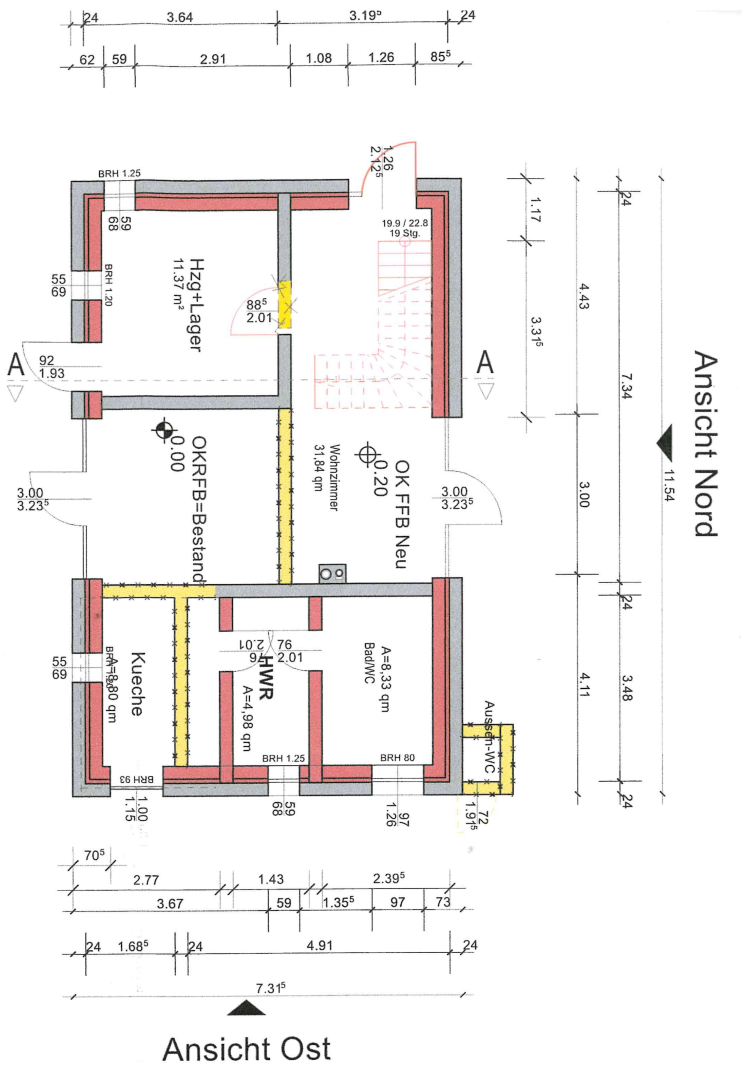 24
3.64
3.19⁵
24
62
59
2.91
1.08
1.26
85⁵
BRH 1.25
59
68
1.26
2.12⁵
19.9 / 22.8
19 Stg.
1.17
24
Hzg+Lager
11.37 m²
BRH 1.20
55
69
88⁵
2.01
4.43
3.31⁵
A
92
1.93
A
7.34
Ansicht Nord
11.54
0.00
OKRFB=Bestand
Wohnzimmer
31,84 qm
OK FFB Neu
0.20
3.00
3.23⁵
3.00
3.23⁵
3.00
24
76
2.01
76
2.01
HWR
A=4,98 qm
Bad/WC
A=8,33 qm
Kueche
A=8,80 qm
55
69
4.11
3.48
Aussen-WC
BRH 93
BRH 1.25
BRH 80
1.00
1.15
59
68
97
1.26
72
1.91⁵
24
70⁵
2.77
1.43
2.39⁵
3.67
59
1.35⁵
97
73
24
1.68⁵
24
4.91
24
7.31⁵
Ansicht Ost